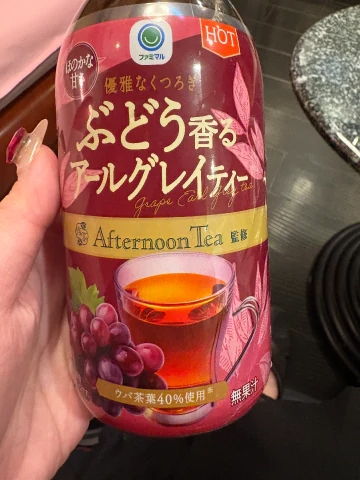 ファミマル
HOT
ほのかな
甘さ
優雅なくつろぎ
ぶどう香る
アールグレイティー
Grape Earl Grey tea
Afternoon Tea 監修
ウバ茶葉40%使用※
無果汁